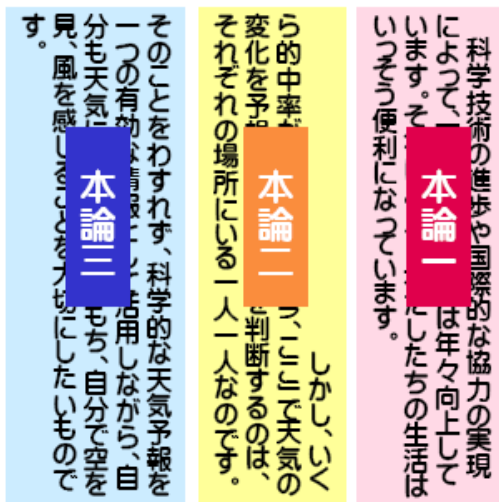 科学技術の進歩や国際的な協力の実現
によって、は年々向上して
います。そしたちの生活は
いっそう便利になっています。
本論一
しかし、いく
ら的中率が、ここで天気の
変化を予報を判断するのは、
それぞれの場所にいる一人一人なのです。
本論二
そのことをわすれず、科学的な天気予報を
一つの有効な情報として活用しながら、自
分も天気にもち、自分で空を
見、風を感じることを大切にしたいもので
す。
本論三